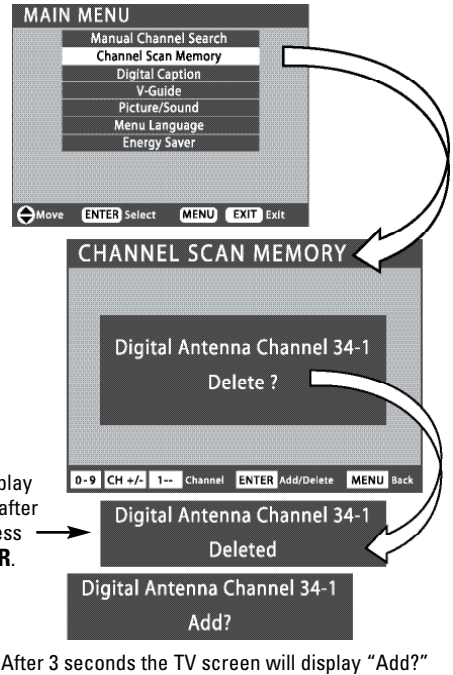 MAIN MENU
Manual Channel Search
Channel Scan Memory
Digital Caption
V-Guide
Picture/Sound
Menu Language
Energy Saver
Move ENTER Select MENU EXIT Exit
CHANNEL SCAN MEMORY
Digital Antenna Channel 34-1
Delete ?
0-9 CH +/- 1-- Channel ENTER Add/Delete MENU Back
play
after
ess
R.
Digital Antenna Channel 34-1
Deleted
Digital Antenna Channel 34-1
Add?
After 3 seconds the TV screen will display “Add?”